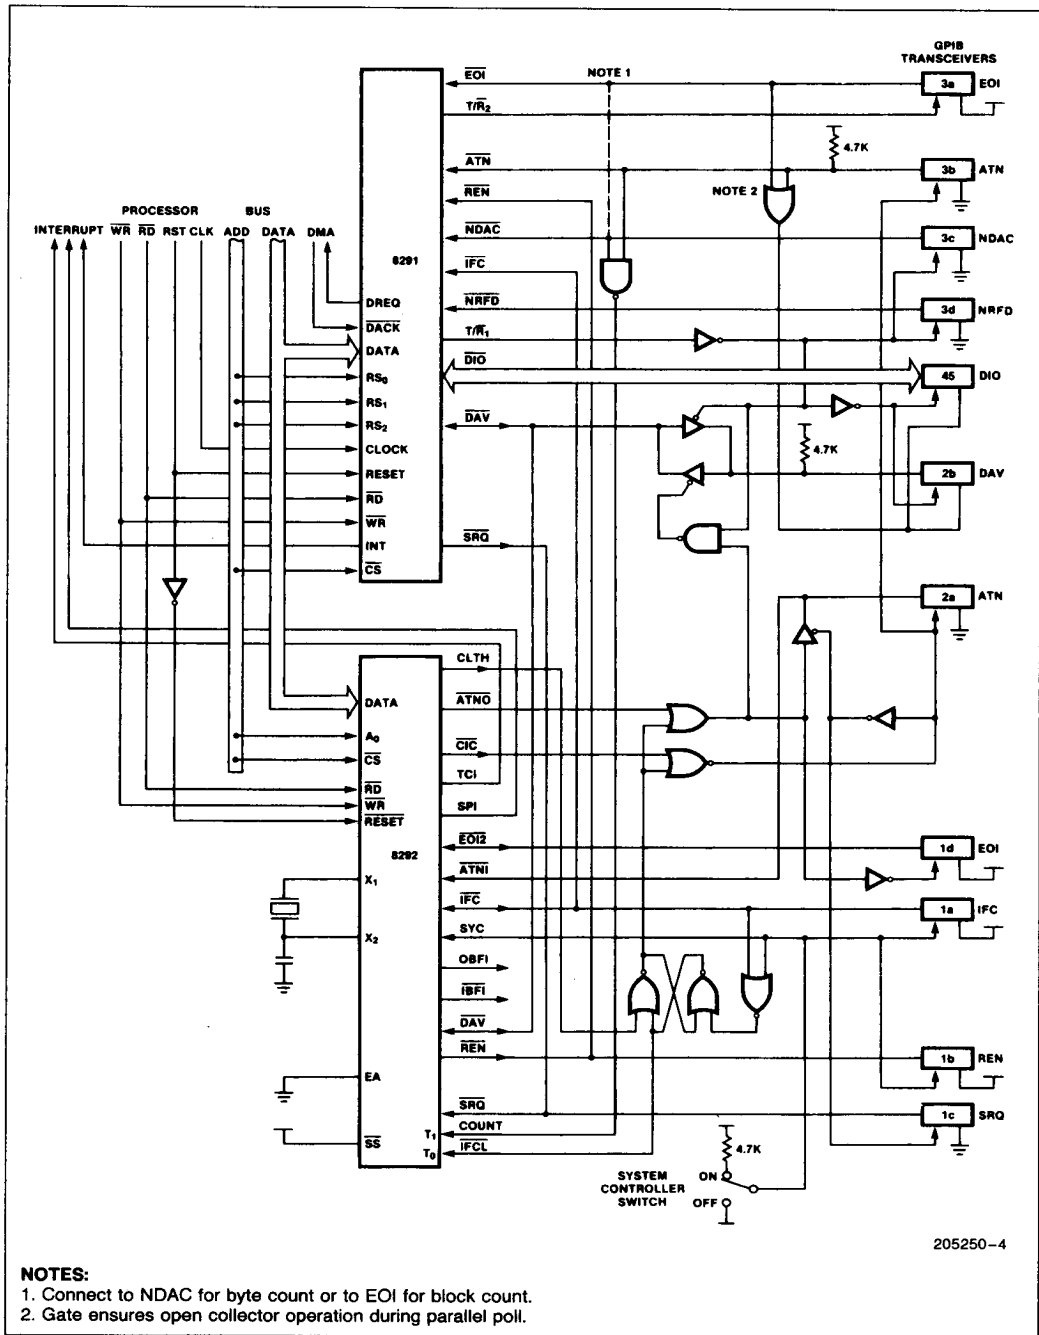 GPIB
TRANSCEIVERS
EOI
NOTE 1
3a
EOI
T/R2
4.7K
ATN
3b
ATN
NOTE 2
REN
PROCESSOR BUS
INTERRUPT WR RD RST CLK ADD DATA DMA
NDAC
3c
NDAC
8291
IFC
DREQ
NRFD
3d
NRFD
DACK
T/R1
DATA
DIO
45
DIO
RS0
RS1
RS2
DAV
CLOCK
4.7K
RESET
2b
DAV
RD
WR
INT
SRQ
CS
2a
ATN
CLTH
DATA
ATNO
A0
CIC
CS
TCI
RD
WR
SPI
RESET
EOI2
1d
EOI
8292
ATNI
X1
IFC
1a
IFC
SYC
X2
OBFI
IBFI
DAV
REN
1b
REN
EA
SRQ
1c
SRQ
T1
COUNT
SS
T0
IFCL
4.7K
SYSTEM
CONTROLLER
SWITCH
ON
OFF
205250-4
NOTES:
1. Connect to NDAC for byte count or to EOI for block count.
2. Gate ensures open collector operation during parallel poll.